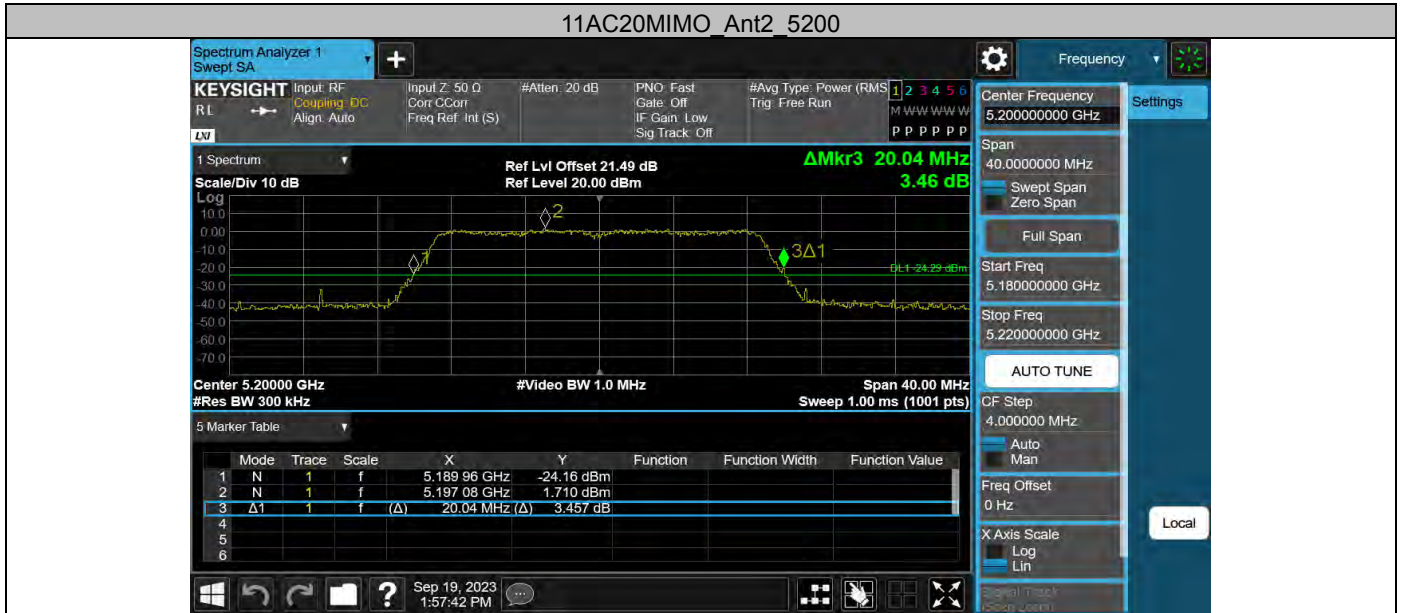 11AC20MIMO_Ant2_5200
Spectrum Analyzer 1
Swept SA
+
Frequency
KEYSIGHT
RL
LXI
Input: RF
Coupling: DC
Align: Auto
Input Z: 50 Ω
Corr CCorr
Freq Ref: Int (S)
#Atten: 20 dB
PNO: Fast
Gate: Off
IF Gain: Low
Sig Track: Off
#Avg Type: Power (RMS
Trig: Free Run
1 2 3 4 5 6
M W W W W W
P P P P P P
Center Frequency
5.200000000 GHz
Settings
1 Spectrum
Ref Lvl Offset 21.49 dB
ΔMkr3 20.04 MHz
Scale/Div 10 dB
Ref Level 20.00 dBm
3.46 dB
Span
40.0000000 MHz
Swept Span
Zero Span
Full Span
Log
10.0
0.00
-10.0
-20.0
-30.0
-40.0
-50.0
-60.0
-70.0
1
2
3Δ1
DL1 -24.29 dBm
Start Freq
5.180000000 GHz
Stop Freq
5.220000000 GHz
AUTO TUNE
Center 5.20000 GHz
#Video BW 1.0 MHz
Span 40.00 MHz
#Res BW 300 kHz
Sweep 1.00 ms (1001 pts)
CF Step
4.000000 MHz
Auto
Man
5 Marker Table
Mode Trace Scale X Y Function Function Width Function Value
1 N 1 f 5.189 96 GHz -24.16 dBm
2 N 1 f 5.197 08 GHz 1.710 dBm
3 Δ1 1 f (Δ) 20.04 MHz (Δ) 3.457 dB
4
5
6
Freq Offset
0 Hz
X Axis Scale
Log
Lin
Local
Signal Track
(Span Zoom)
?
Sep 19, 2023
1:57:42 PM